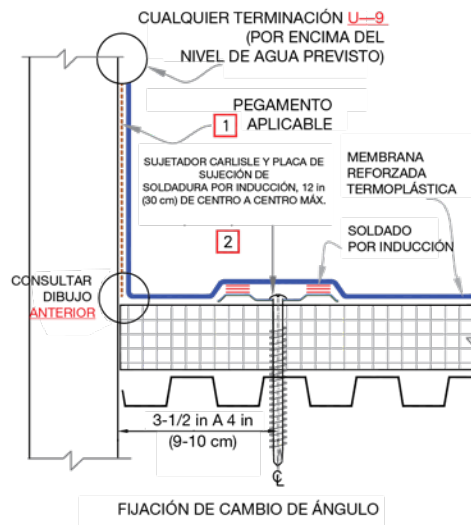 CUALQUIER TERMINACIÓN U—9
(POR ENCIMA DEL
NIVEL DE AGUA PREVISTO)
PEGAMENTO
APLICABLE
1
SUJETADOR CARLISLE Y PLACA DE
SUJECIÓN DE
SOLDADURA POR INDUCCIÓN, 12 in
(30 cm) DE CENTRO A CENTRO MÁX.
MEMBRANA
REFORZADA
TERMOPLÁSTICA
2
SOLDADO
POR INDUCCIÓN
CONSULTAR
DIBUJO
ANTERIOR
3-1/2 in A 4 in
(9-10 cm)
℄
FIJACIÓN DE CAMBIO DE ÁNGULO